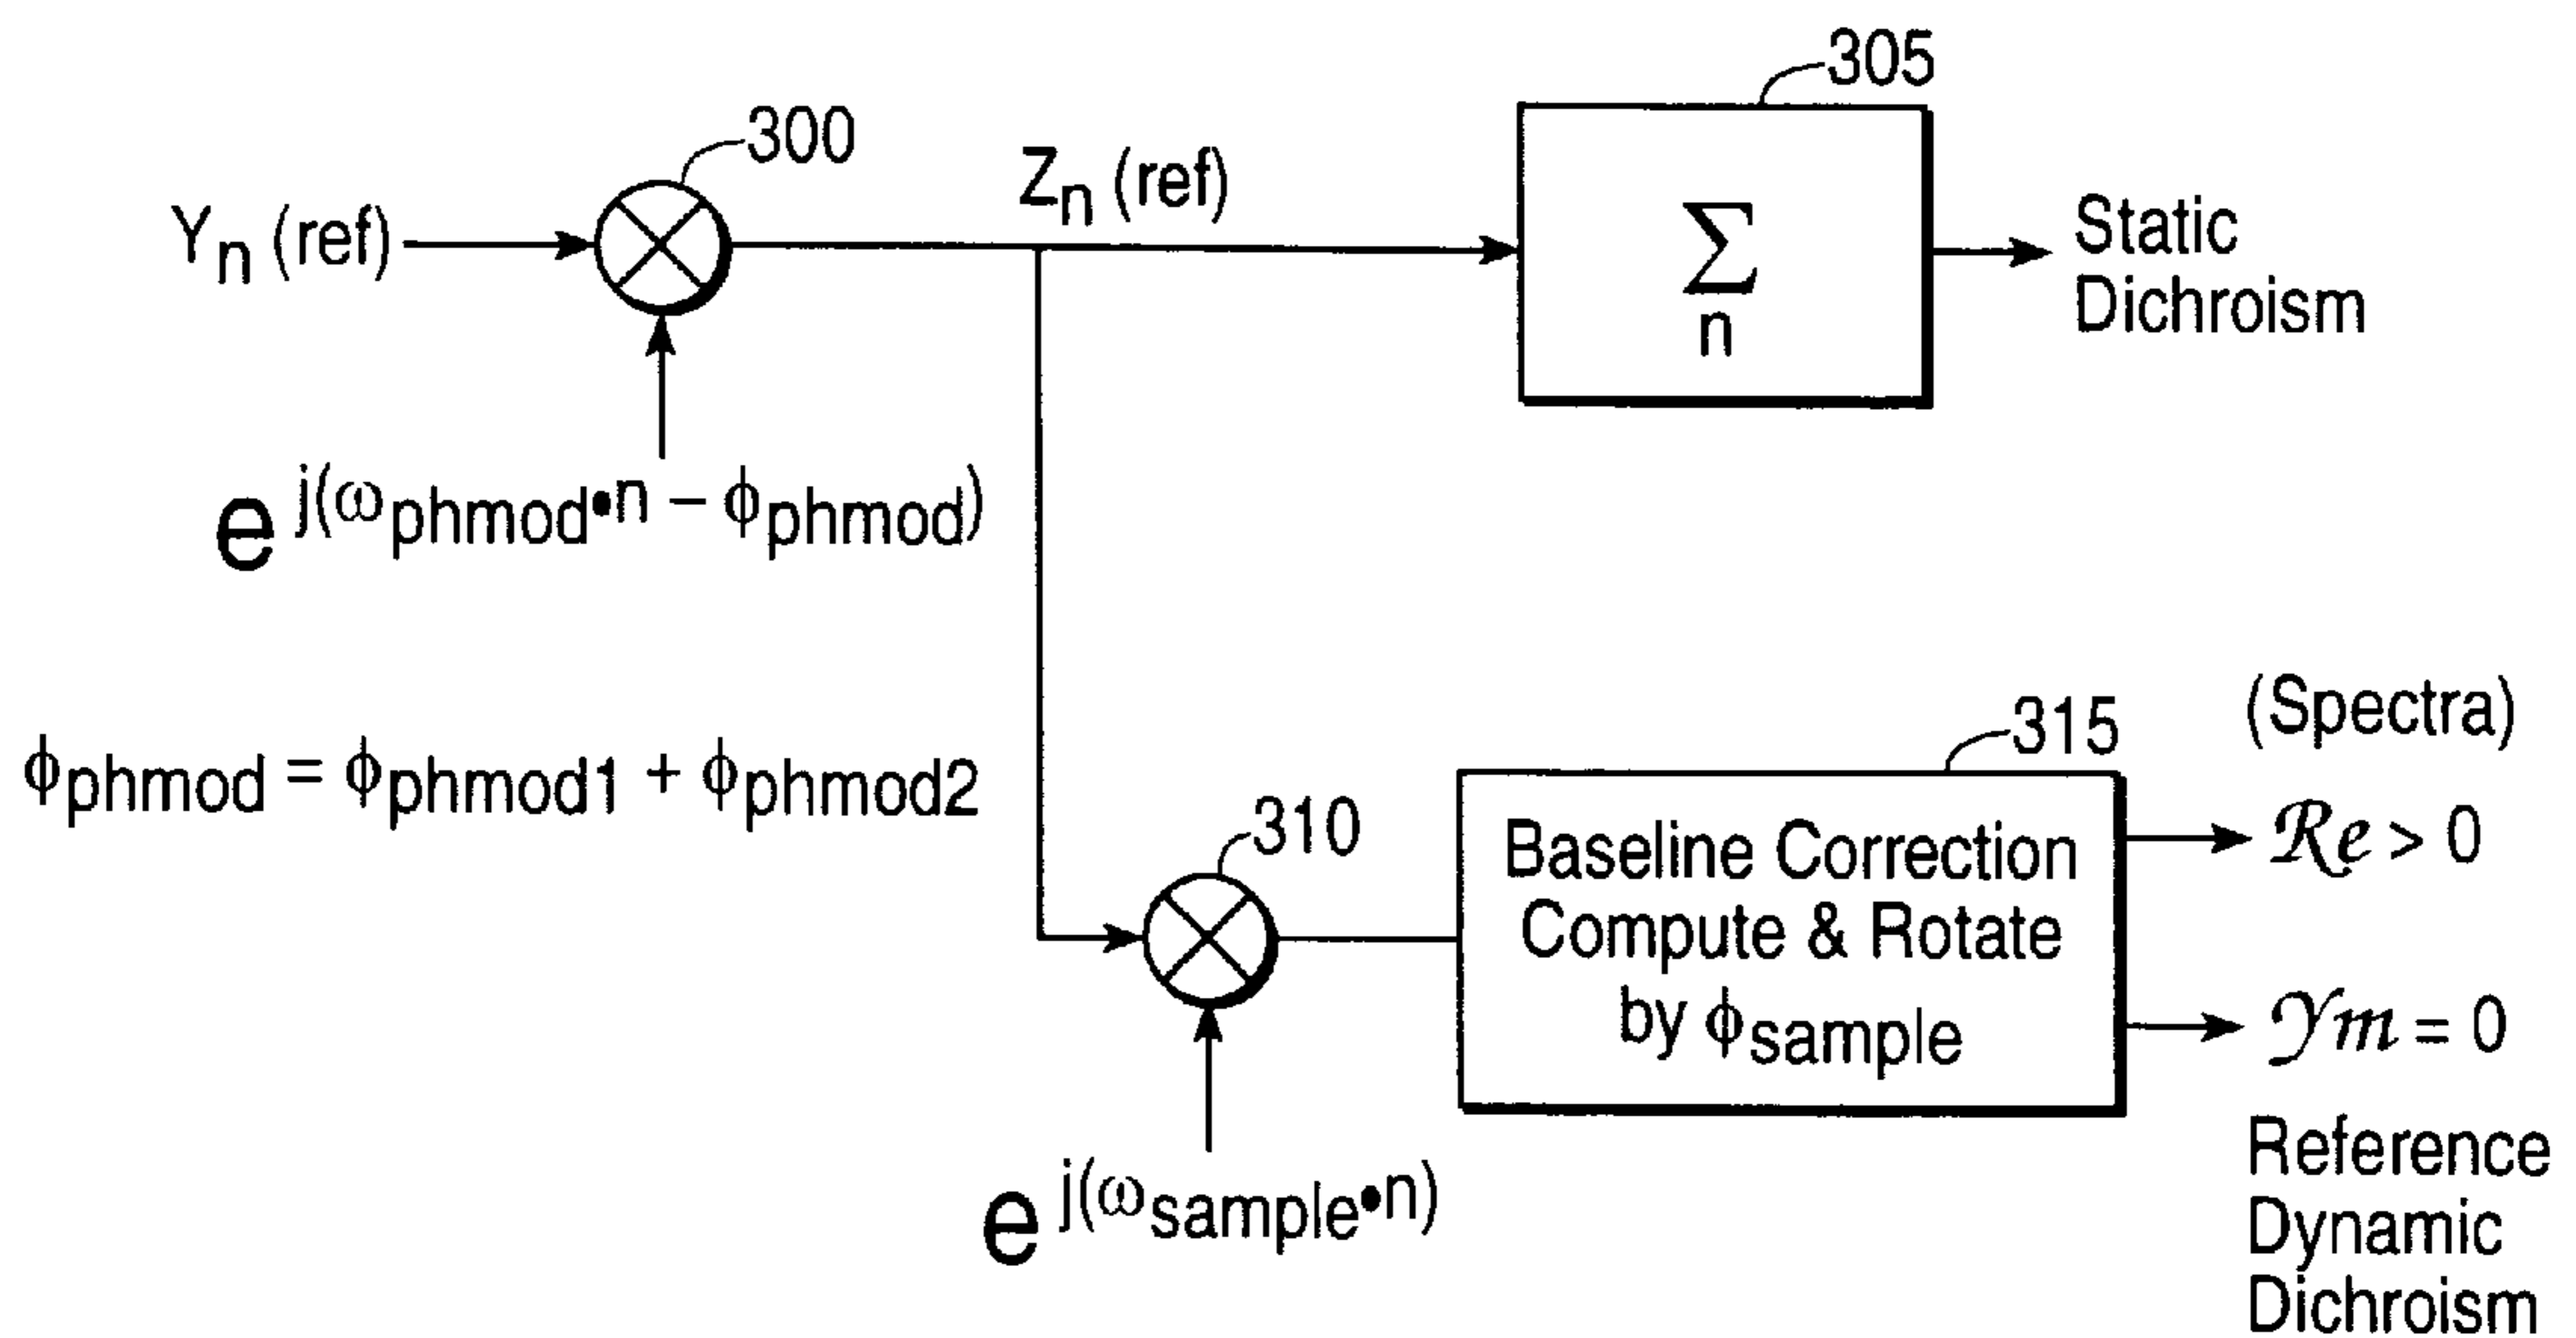 305
300
Zn (ref)
Yn (ref)
Σ
n
Static
Dichroism
e j(ωphmod•n – ϕphmod)
(Spectra)
315
ϕphmod = ϕphmod1 + ϕphmod2
310
Baseline Correction
Compute & Rotate
by ϕsample
ℛe > 0
𝒴m = 0
e j(ωsample•n)
Reference
Dynamic
Dichroism